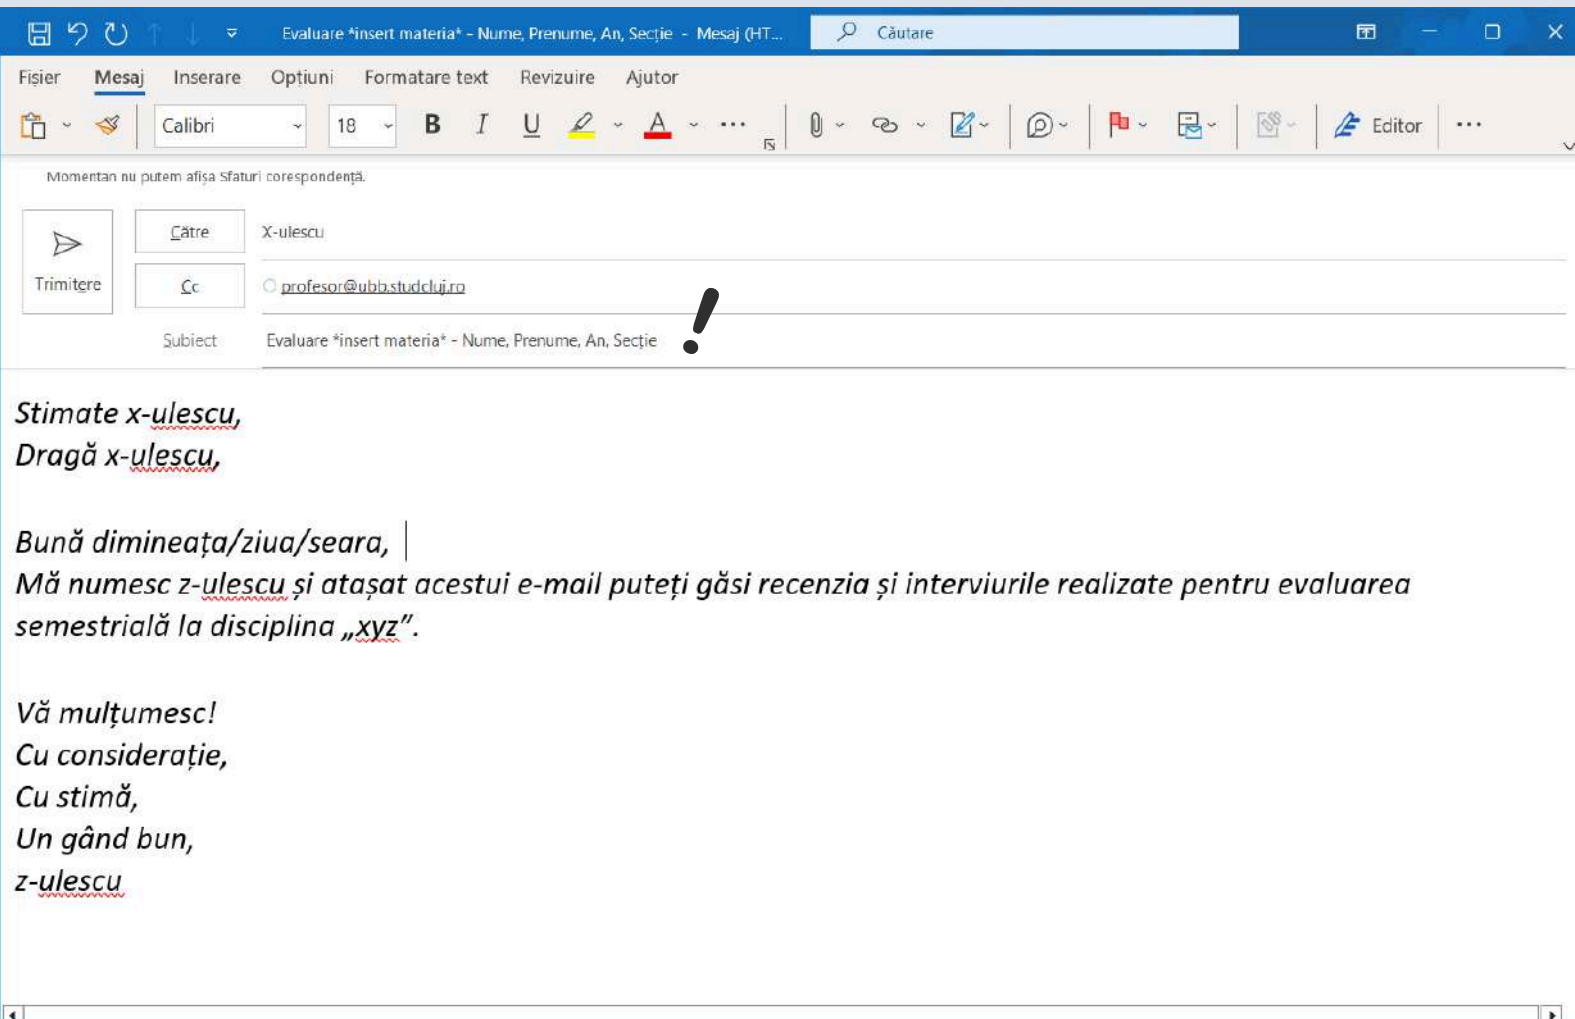 Evaluare *insert materia* - Nume, Prenume, An, Secție - Mesaj (HT...
Căutare
Fișier Mesaj Inserare Opțiuni Formatare text Revizuire Ajutor
Calibri 18 B I U A ... Editor ...
Momentan nu putem afișa Sfaturi corespondență.
Către X-ulescu
Trimitere
Cc profesor@ubb.studcluj.ro
!
Subiect Evaluare *insert materia* - Nume, Prenume, An, Secție
Stimate x-ulescu,
Dragă x-ulescu,
Bună dimineața/ziua/seara,
Mă numesc z-ulescu și atașat acestui e-mail puteți găsi recenzia și interviurile realizate pentru evaluarea
semestrială la disciplina „xyz”.
Vă mulțumesc!
Cu considerație,
Cu stimă,
Un gând bun,
z-ulescu